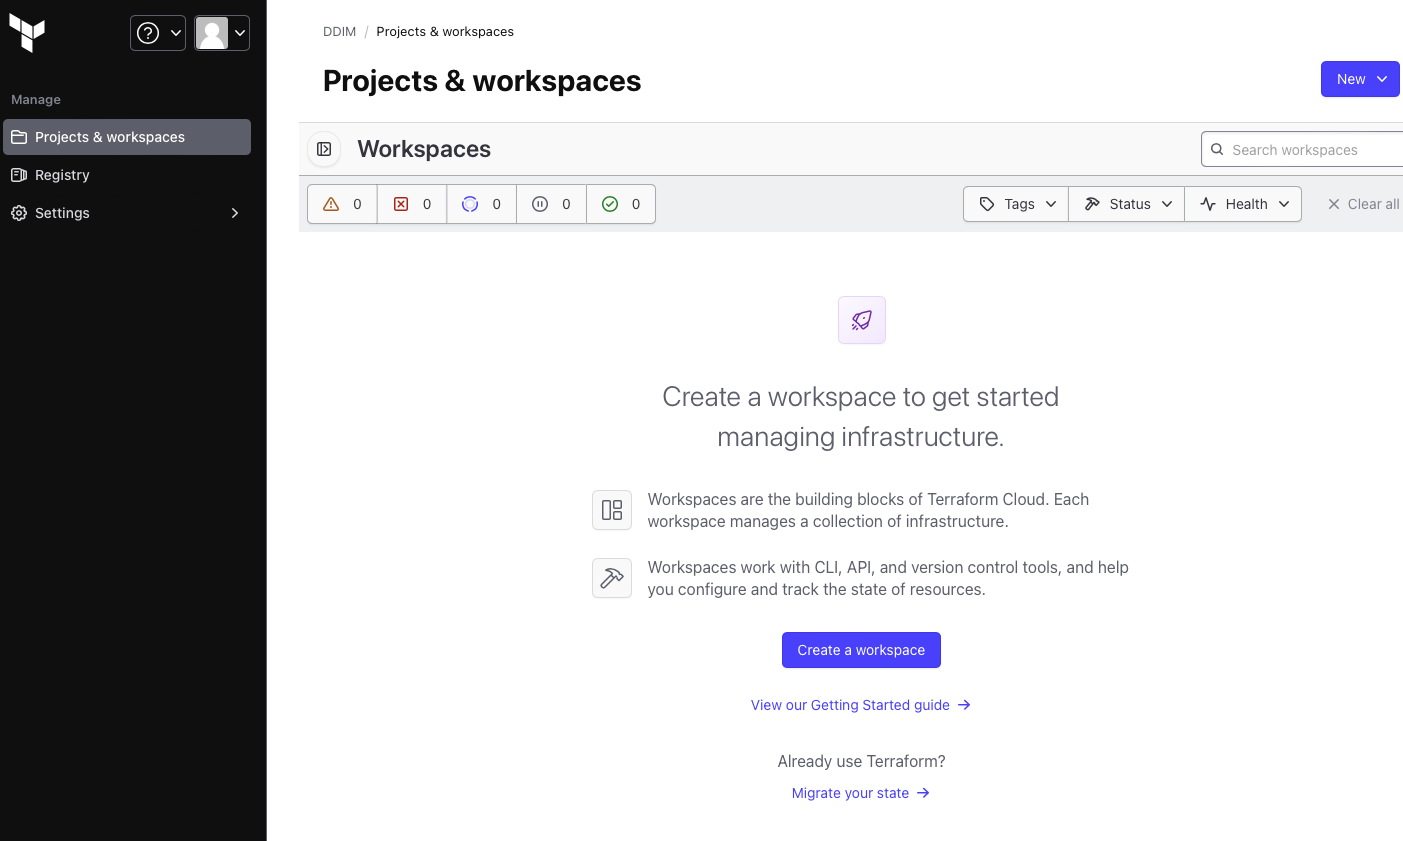 DDIM / Projects & workspaces
Projects & workspaces
New
Manage
Projects & workspaces
Registry
Settings
Workspaces
Search workspaces
0 0 0 0 0
Tags Status Health Clear all
Create a workspace to get started
managing infrastructure.
Workspaces are the building blocks of Terraform Cloud. Each
workspace manages a collection of infrastructure.
Workspaces work with CLI, API, and version control tools, and help
you configure and track the state of resources.
Create a workspace
View our Getting Started guide
Already use Terraform?
Migrate your state